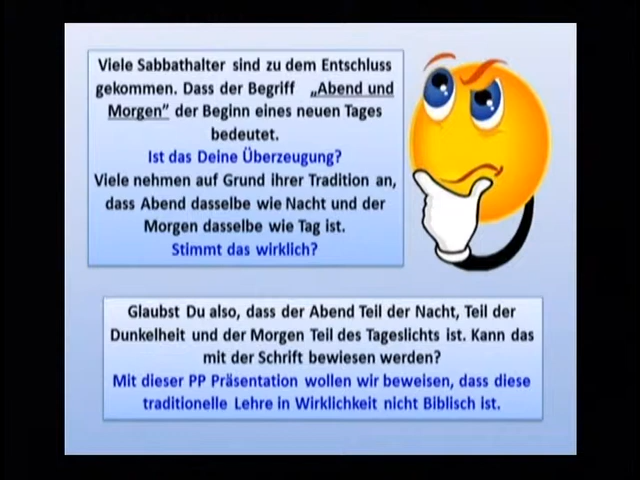 Viele Sabbathalter sind zu dem Entschluss
gekommen. Dass der Begriff „Abend und
Morgen” der Beginn eines neuen Tages
bedeutet.
Ist das Deine Überzeugung?
Viele nehmen auf Grund ihrer Tradition an,
dass Abend dasselbe wie Nacht und der
Morgen dasselbe wie Tag ist.
Stimmt das wirklich?
Glaubst Du also, dass der Abend Teil der Nacht, Teil der
Dunkelheit und der Morgen Teil des Tageslichts ist. Kann das
mit der Schrift bewiesen werden?
Mit dieser PP Präsentation wollen wir beweisen, dass diese
traditionelle Lehre in Wirklichkeit nicht Biblisch ist.